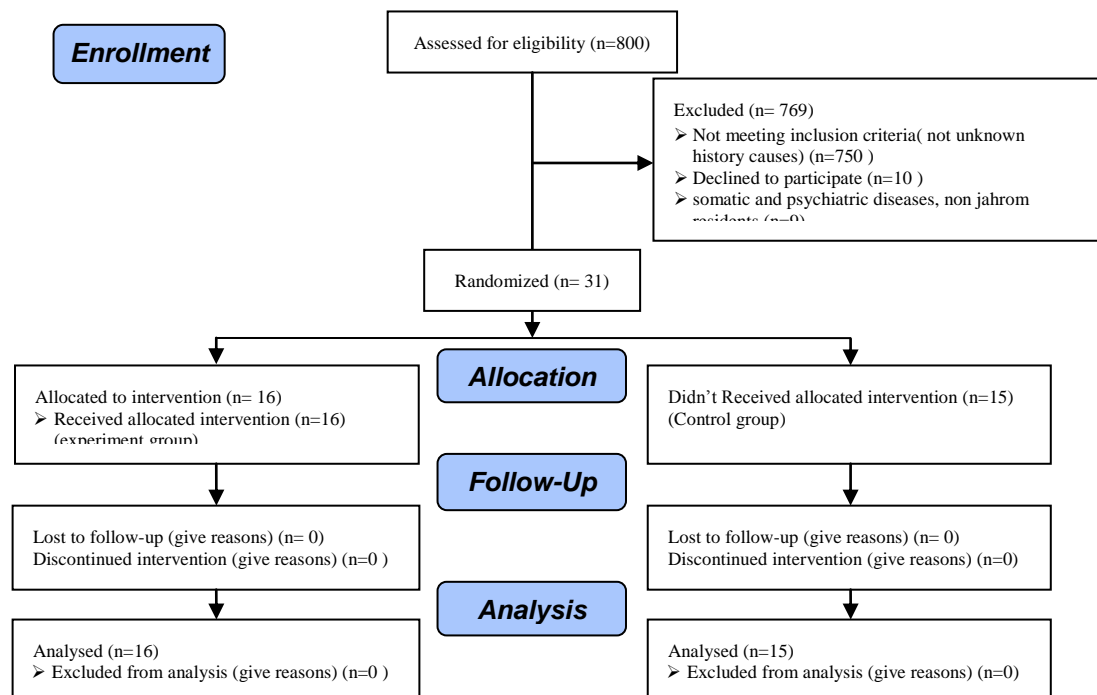 Enrollment
Assessed for eligibility (n=800)
Excluded (n= 769)
➢ Not meeting inclusion criteria( not unknown
history causes) (n=750 )
➢ Declined to participate (n=10 )
➢ somatic and psychiatric diseases, non jahrom
residents (n=9)
Randomized (n= 31)
Allocation
Allocated to intervention (n= 16)
➢ Received allocated intervention (n=16)
(experiment group)
Didn’t Received allocated intervention (n=15)
(Control group)
Follow-Up
Lost to follow-up (give reasons) (n= 0)
Discontinued intervention (give reasons) (n=0 )
Lost to follow-up (give reasons) (n= 0)
Discontinued intervention (give reasons) (n=0)
Analysis
Analysed (n=16)
➢ Excluded from analysis (give reasons) (n=0 )
Analysed (n=15)
➢ Excluded from analysis (give reasons) (n=0)